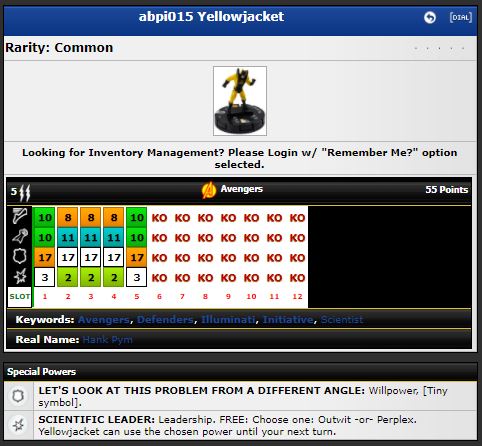 abpi015 Yellowjacket
[DIAL]
Rarity: Common
Looking for Inventory Management? Please Login w/ "Remember Me?" option
selected.
5 Avengers 55 Points
10 8 8 8 10 KO KO KO KO KO KO KO
10 11 11 11 10 KO KO KO KO KO KO KO
17 17 17 17 17 KO KO KO KO KO KO KO
3 2 2 2 3 KO KO KO KO KO KO KO
SLOT 1 2 3 4 5 6 7 8 9 10 11 12
Keywords: Avengers, Defenders, Illuminati, Initiative, Scientist
Real Name: Hank Pym
Special Powers
LET'S LOOK AT THIS PROBLEM FROM A DIFFERENT ANGLE: Willpower, [Tiny
symbol].
SCIENTIFIC LEADER: Leadership. FREE: Choose one: Outwit -or- Perplex.
Yellowjacket can use the chosen power until your next turn.